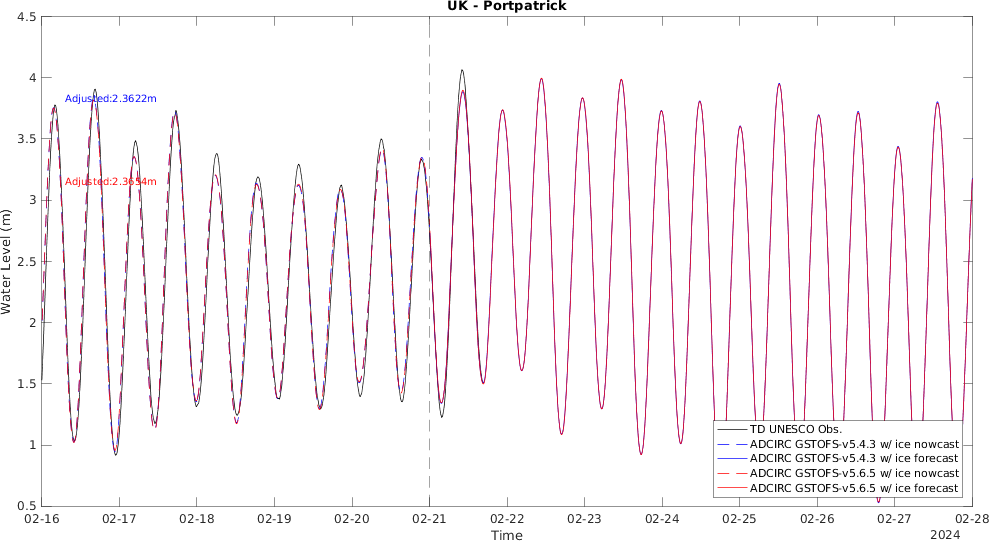 UK - Portpatrick
4.5
4
3.5
3
2.5
2
1.5
1
0.5
Water Level (m)
Adjusted:2.3622m
Adjusted:2.3654m
TD UNESCO Obs.
ADCIRC GSTOFS-v5.4.3 w/ ice nowcast
ADCIRC GSTOFS-v5.4.3 w/ ice forecast
ADCIRC GSTOFS-v5.6.5 w/ ice nowcast
ADCIRC GSTOFS-v5.6.5 w/ ice forecast
02-16 02-17 02-18 02-19 02-20 02-21 02-22 02-23 02-24 02-25 02-26 02-27 02-28
Time
2024